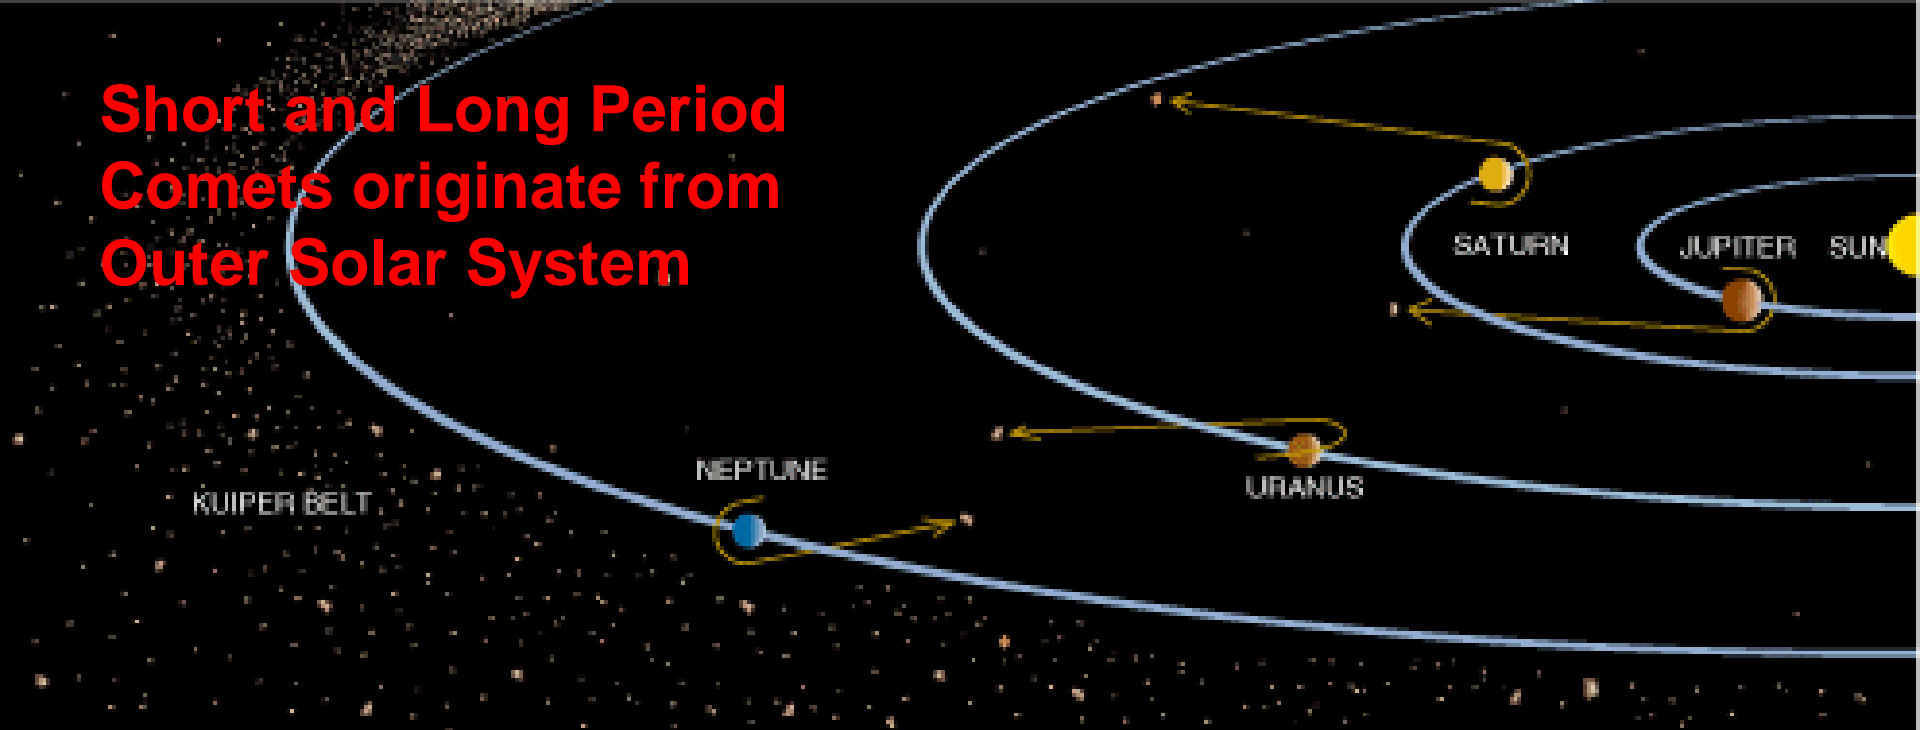 Short and Long Period
Comets originate from
Outer Solar System
SATURN
JUPITER
SUN
NEPTUNE
URANUS
KUIPER BELT